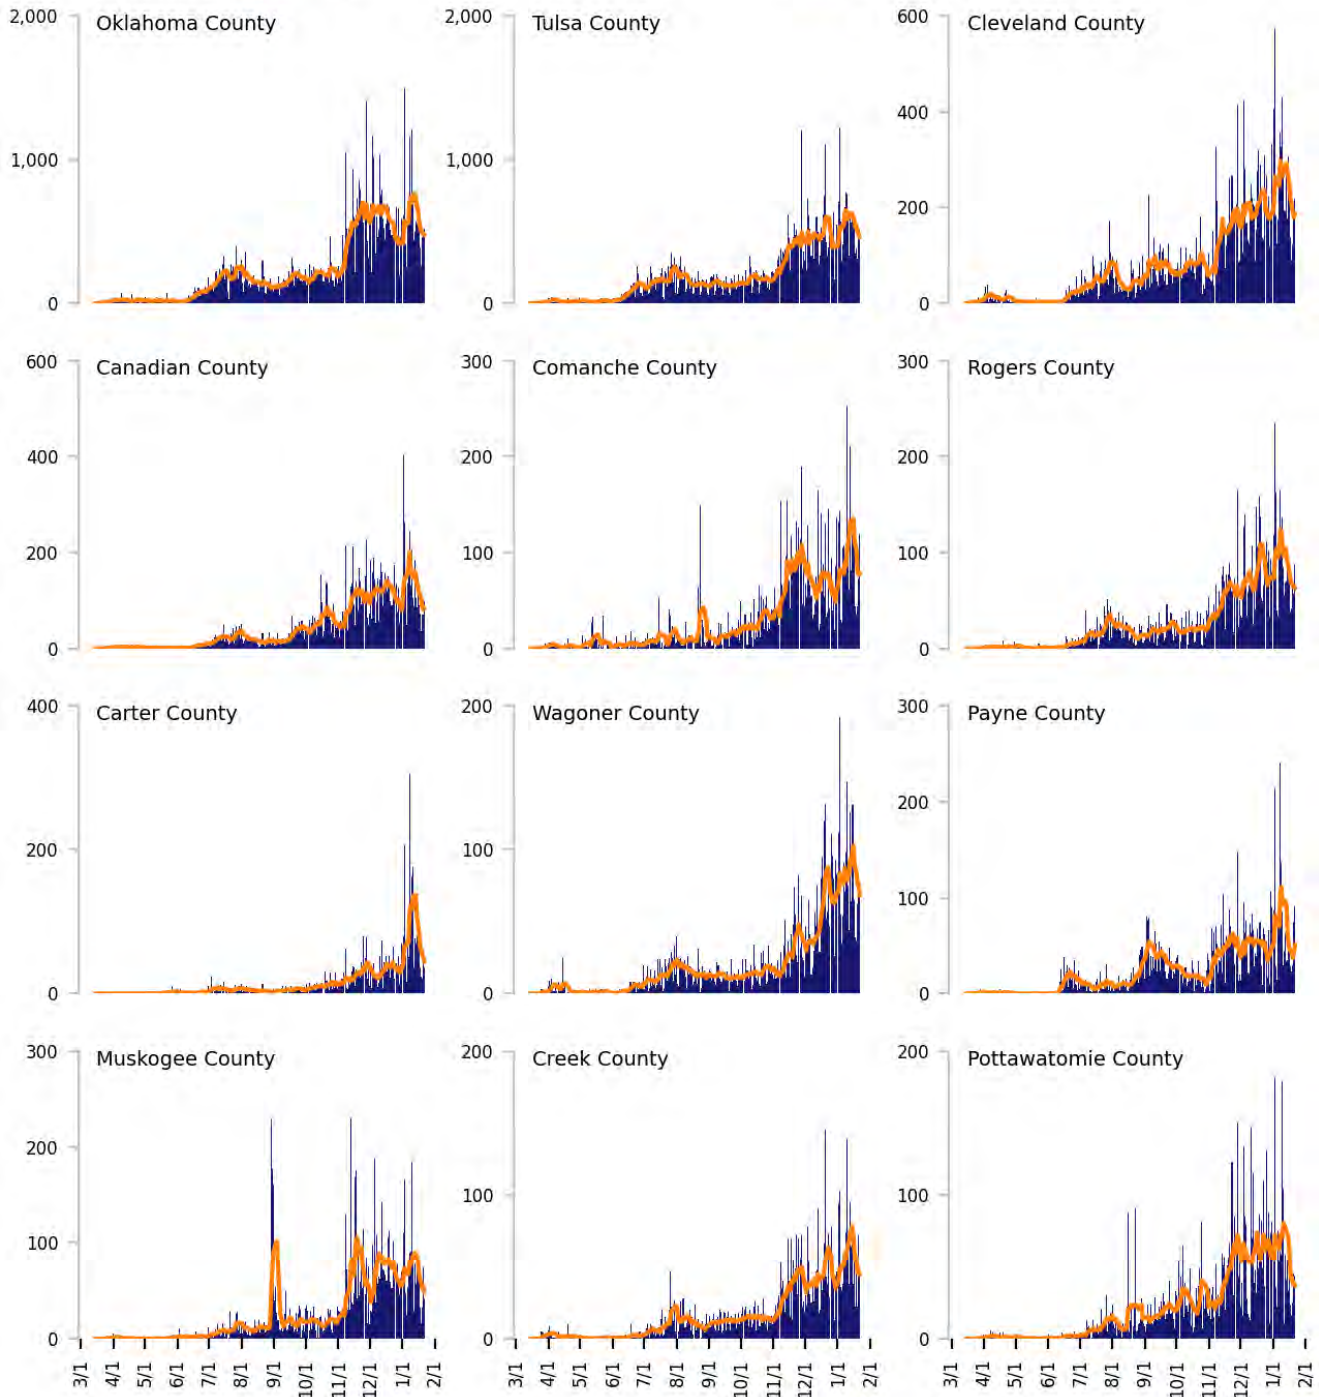 2,000
Oklahoma County
1,000
0
2,000
Tulsa County
1,000
0
600
Cleveland County
400
200
0
600
Canadian County
400
200
0
300
Comanche County
200
100
0
300
Rogers County
200
100
0
400
Carter County
200
0
200
Wagoner County
100
0
300
Payne County
200
100
0
300
Muskogee County
200
100
0
200
Creek County
100
0
200
Pottawatomie County
100
0
3/1 4/1 5/1 6/1 7/1 8/1 9/1 10/1 11/1 12/1 1/1 2/1
3/1 4/1 5/1 6/1 7/1 8/1 9/1 10/1 11/1 12/1 1/1 2/1
3/1 4/1 5/1 6/1 7/1 8/1 9/1 10/1 11/1 12/1 1/1 2/1